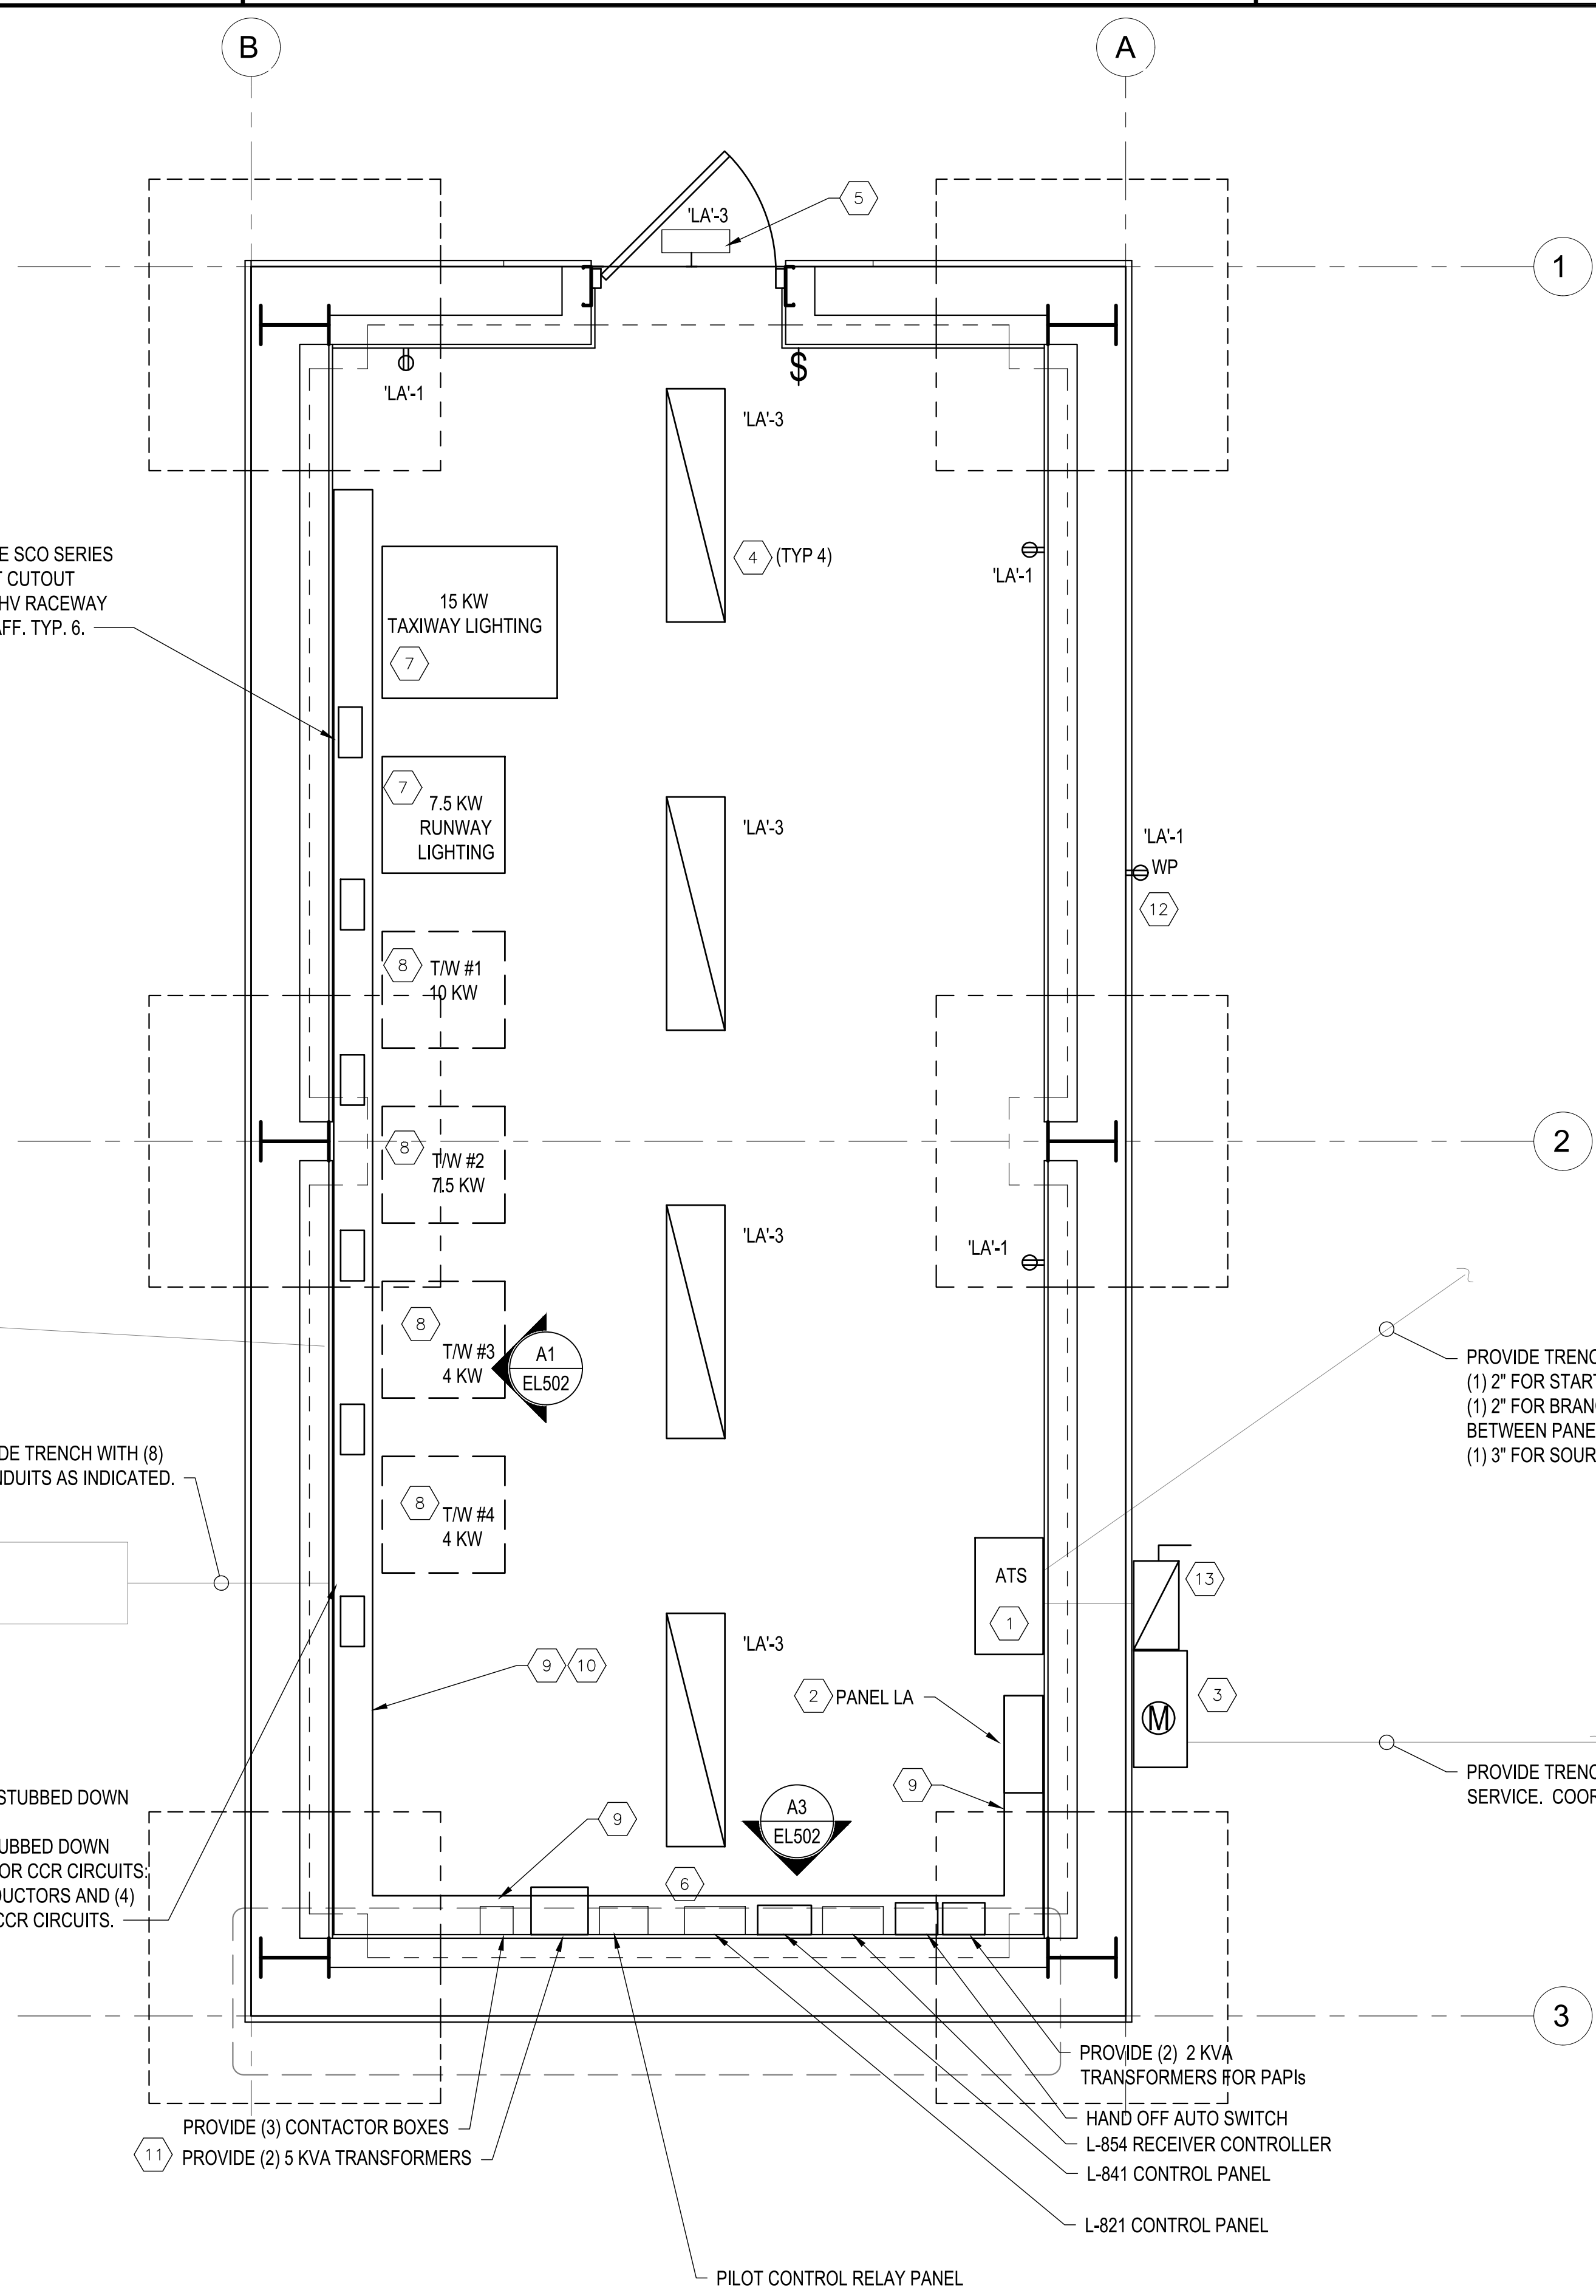 B
A
'LA'-3
5
1
'LA'-1
$
'LA'-3
E SCO SERIES
T CUTOUT
HV RACEWAY
AFF. TYP. 6.
4 (TYP 4)
'LA'-1
15 KW
TAXIWAY LIGHTING
7
7
7.5 KW
RUNWAY
LIGHTING
'LA'-3
'LA'-1
WP
12
8
T/W #1
10 KW
2
8
T/W #2
7.5 KW
'LA'-3
'LA'-1
8
T/W #3
4 KW
A1
EL502
PROVIDE TRENC
(1) 2" FOR START
(1) 2" FOR BRANC
BETWEEN PANE
(1) 3" FOR SOUR
DE TRENCH WITH (8)
NDUITS AS INDICATED.
8
T/W #4
4 KW
ATS
1
13
'LA'-3
9
10
2 PANEL LA
3
M
PROVIDE TRENC
SERVICE. COOR
STUBBED DOWN
UBBED DOWN
OR CCR CIRCUITS:
DUCTORS AND (4)
CCR CIRCUITS.
9
9
A3
EL502
6
3
PROVIDE (2) 2 KVA
TRANSFORMERS FOR PAPIs
HAND OFF AUTO SWITCH
L-854 RECEIVER CONTROLLER
L-841 CONTROL PANEL
L-821 CONTROL PANEL
PROVIDE (3) CONTACTOR BOXES
11 PROVIDE (2) 5 KVA TRANSFORMERS
PILOT CONTROL RELAY PANEL